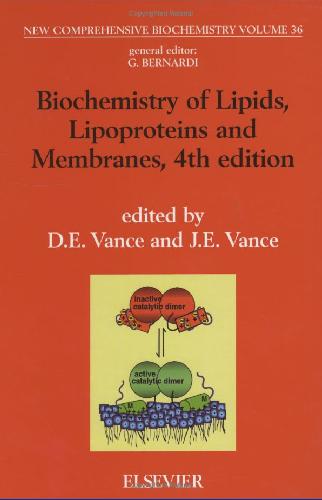 NEW COMPREHENSIVE BIOCHEMISTRY VOLUME 36
general editor:
G. BERNARDI
Biochemistry of Lipids,
Lipoproteins and
Membranes, 4th edition
edited by
D.E. Vance and J.E. Vance
inactive
catalytic dimer
active
catalytic dimer
M
M
ELSEVIER